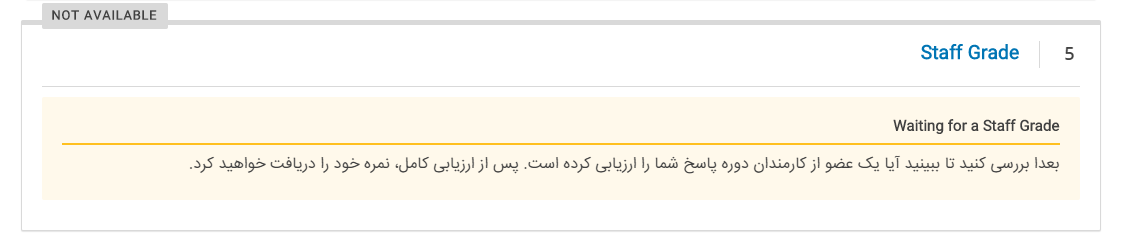 NOT AVAILABLE
5
Staff Grade
Waiting for a Staff Grade
بعدا بررسی کنید تا ببینید آیا یک عضو از کارمندان دوره پاسخ شما را ارزیابی کرده است. پس از ارزیابی کامل، نمره خود را دریافت خواهید کرد.